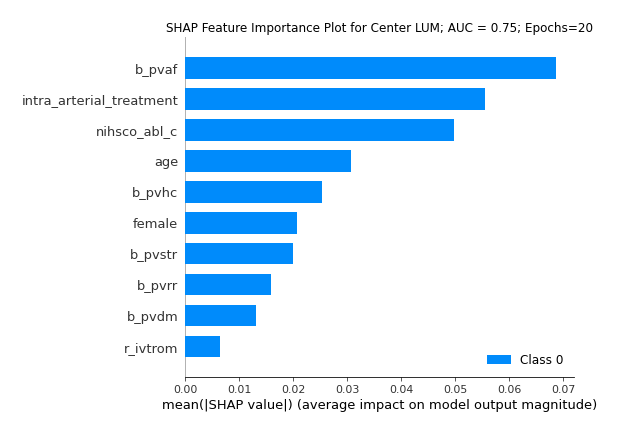 SHAP Feature Importance Plot for Center LUM; AUC = 0.75; Epochs=20
b_pvaf
intra_arterial_treatment
nihsco_abl_c
age
b_pvhc
female
b_pvstr
b_pvrr
b_pvdm
r_ivtrom
Class 0
0.00 0.01 0.02 0.03 0.04 0.05 0.06 0.07
mean(|SHAP value|) (average impact on model output magnitude)